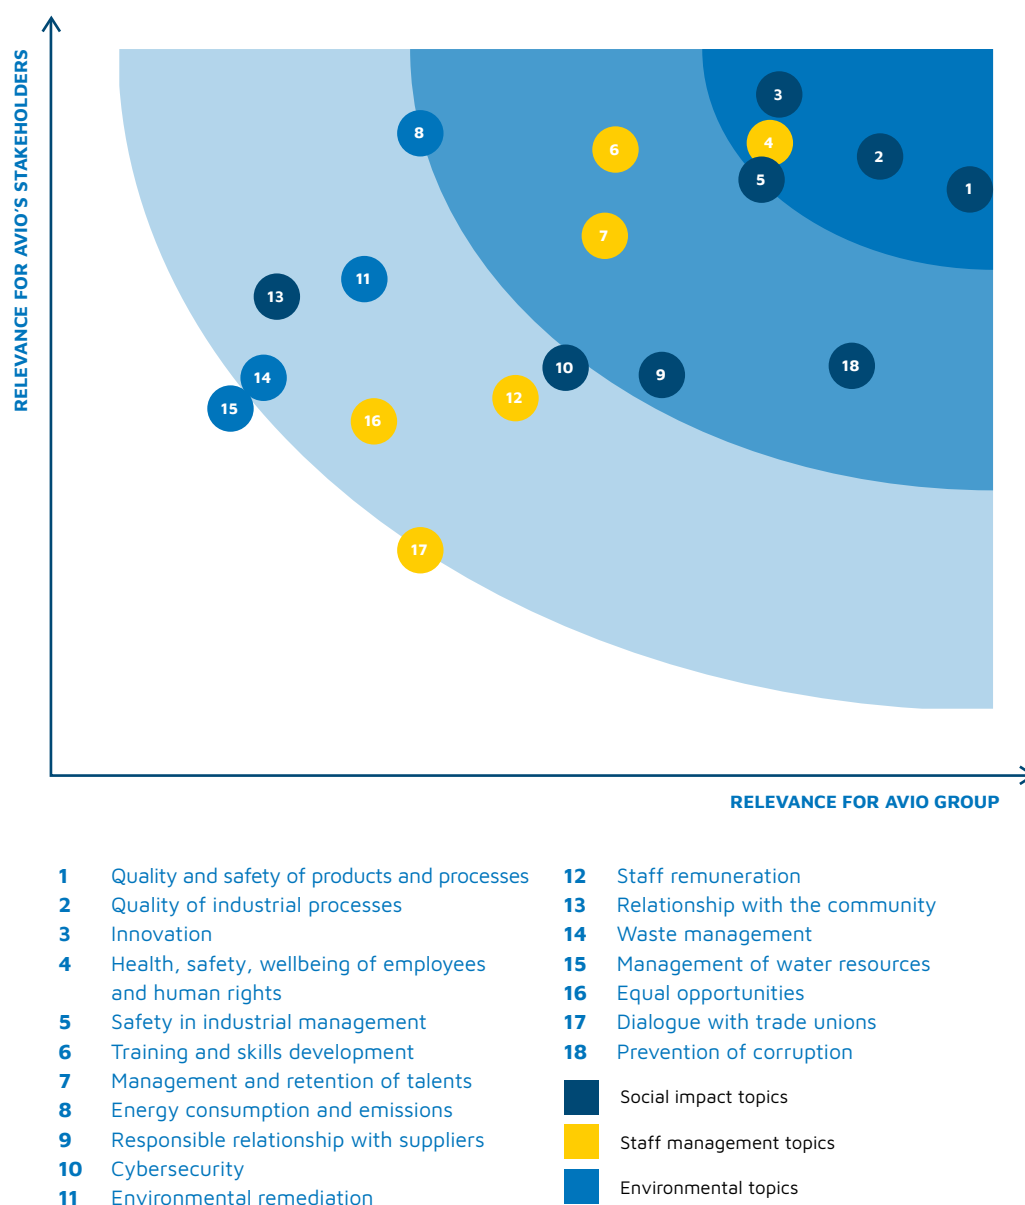 RELEVANCE FOR AVIO'S STAKEHOLDERS
3
8
4
6
2
5
1
7
11
13
18
10
9
14
12
15
16
17
RELEVANCE FOR AVIO GROUP
1 Quality and safety of products and processes
2 Quality of industrial processes
3 Innovation
4 Health, safety, wellbeing of employees
and human rights
5 Safety in industrial management
6 Training and skills development
7 Management and retention of talents
8 Energy consumption and emissions
9 Responsible relationship with suppliers
10 Cybersecurity
11 Environmental remediation
12 Staff remuneration
13 Relationship with the community
14 Waste management
15 Management of water resources
16 Equal opportunities
17 Dialogue with trade unions
18 Prevention of corruption
Social impact topics
Staff management topics
Environmental topics